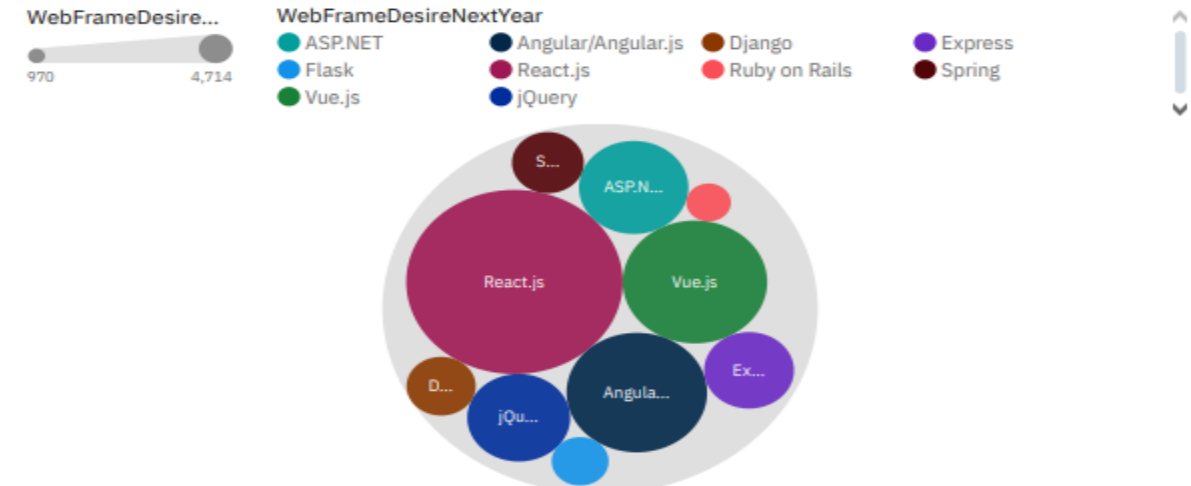 WebFrameDesire...
970 4,714
WebFrameDesireNextYear
ASP.NET Angular/Angular.js Django Express
Flask React.js Ruby on Rails Spring
Vue.js jQuery
S...
ASP.N...
React.js Vue.js
Ex...
D...
Angula...
jQu...